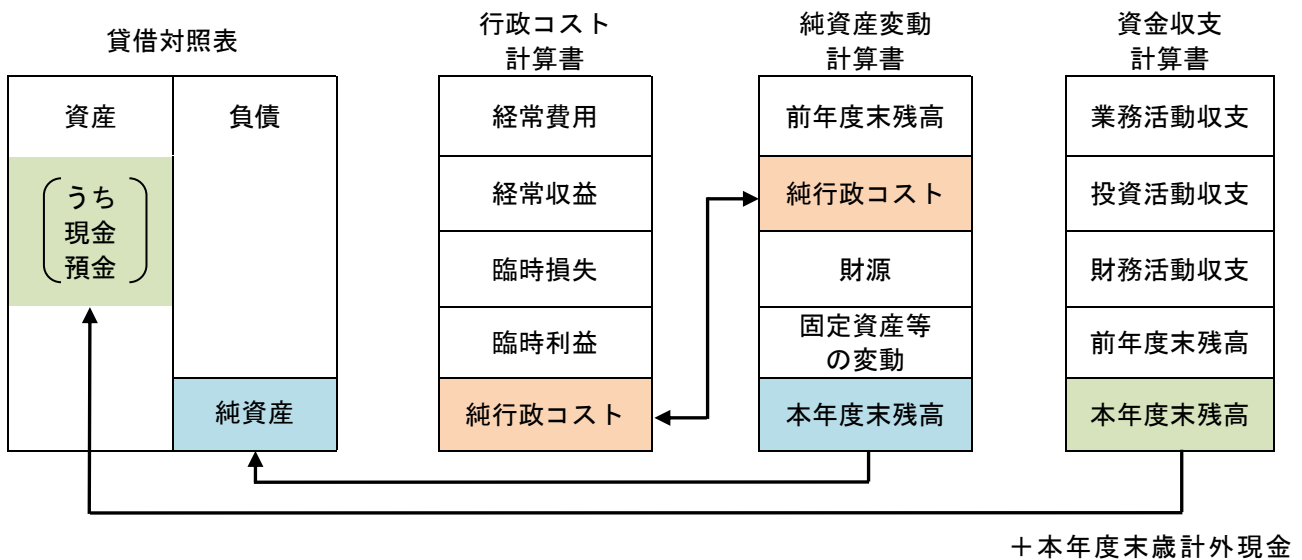 貸借対照表
資産
負債
うち
現金
預金
純資産
行政コスト
計算書
経常費用
経常収益
臨時損失
臨時利益
純行政コスト
純資産変動
計算書
前年度末残高
純行政コスト
財源
固定資産等
の変動
本年度末残高
資金収支
計算書
業務活動収支
投資活動収支
財務活動収支
前年度末残高
本年度末残高
＋本年度末歳計外現金